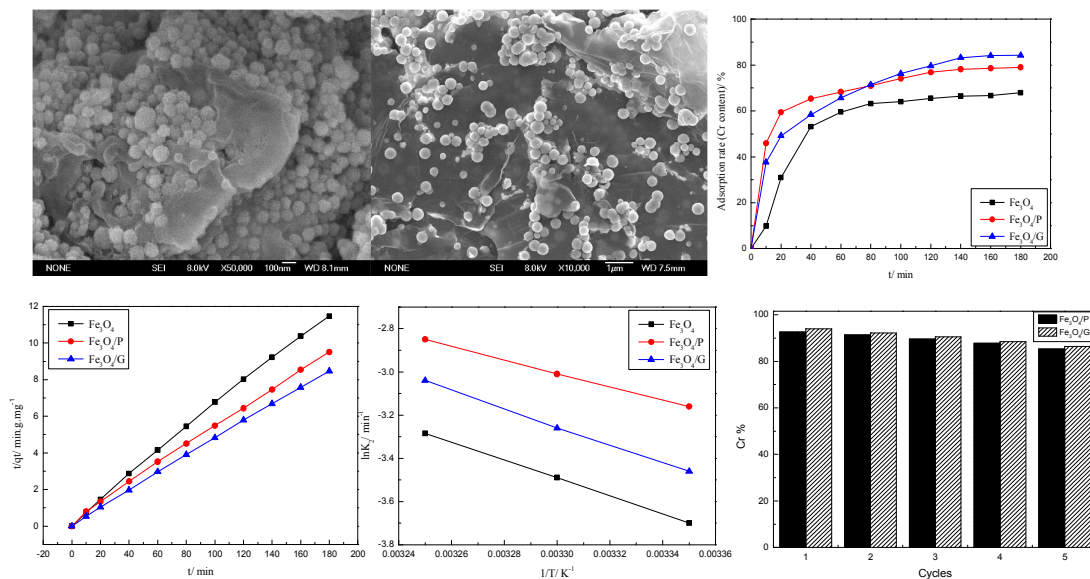 NONE SEI 8.0kV X50,000 100nm WD 8.1mm
NONE SEI 8.0kV X10,000 1μm WD 7.5mm
Adsorption rate (Cr content)/ %
100
80
60
40
20
0
Fe₃O₄
Fe₃O₄/P
Fe₃O₄/G
0 20 40 60 80 100 120 140 160 180 200
t/ min
t/qt/ min.g.mg⁻¹
12
10
8
6
4
2
0
Fe₃O₄
Fe₃O₄/P
Fe₃O₄/G
-20 0 20 40 60 80 100 120 140 160 180 200
t/ min
lnK₂/ min⁻¹
-2.8
-3.0
-3.2
-3.4
-3.6
-3.8
Fe₃O₄
Fe₃O₄/P
Fe₃O₄/G
0.00324 0.00326 0.00328 0.00330 0.00332 0.00334 0.00336
1/T/ K⁻¹
Cr %
100
80
60
40
20
0
Fe₃O₄/P
Fe₃O₄/G
1 2 3 4 5
Cycles